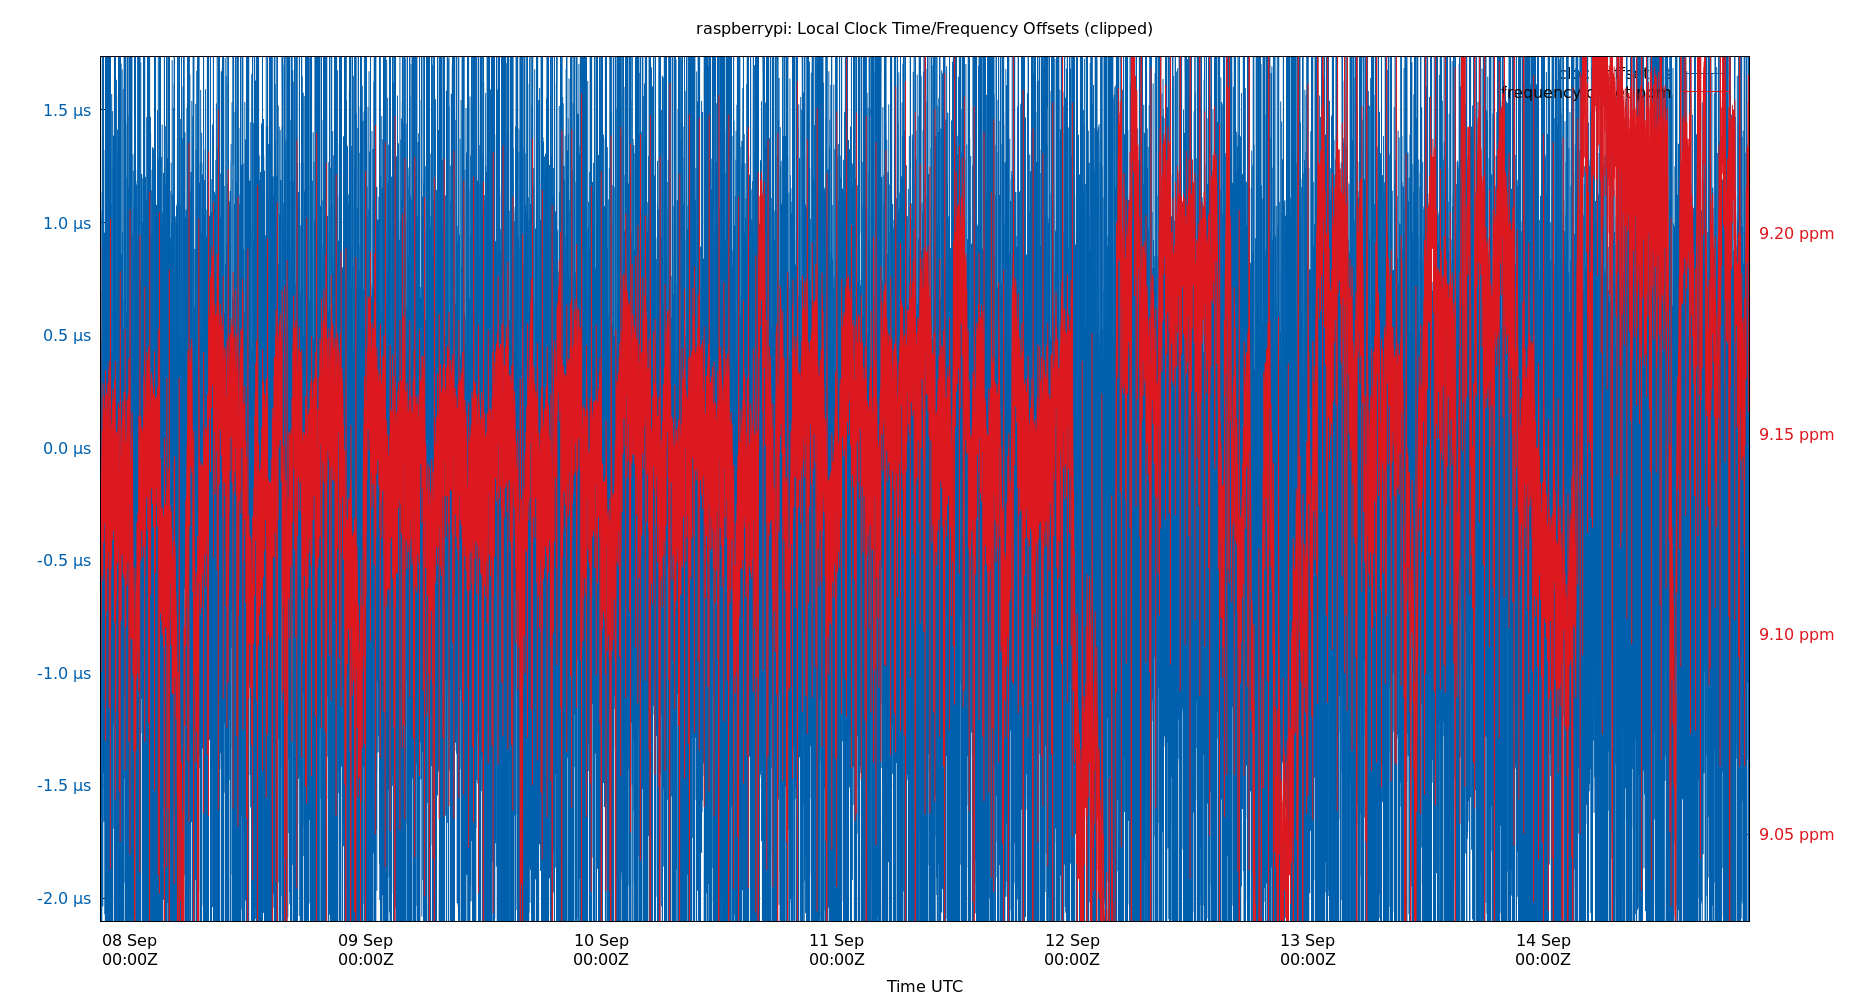 raspberrypi: Local Clock Time/Frequency Offsets (clipped)
frequency offset ppm
1.5 µs
1.0 µs
0.5 µs
0.0 µs
-0.5 µs
-1.0 µs
-1.5 µs
-2.0 µs
9.20 ppm
9.15 ppm
9.10 ppm
9.05 ppm
08 Sep 09 Sep 10 Sep 11 Sep 12 Sep 13 Sep 14 Sep
00:00Z 00:00Z 00:00Z 00:00Z 00:00Z 00:00Z 00:00Z
Time UTC